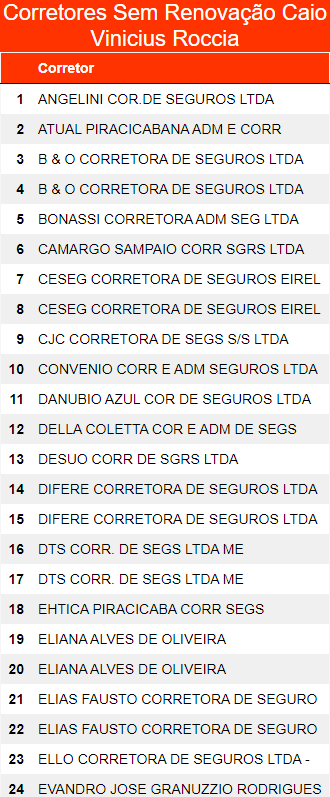 Corretores Sem Renovação Caio
Vinicius Roccia
Corretor
1 ANGELINI COR.DE SEGUROS LTDA
2 ATUAL PIRACICABANA ADM E CORR
3 B & O CORRETORA DE SEGUROS LTDA
4 B & O CORRETORA DE SEGUROS LTDA
5 BONASSI CORRETORA ADM SEG LTDA
6 CAMARGO SAMPAIO CORR SGRS LTDA
7 CESEG CORRETORA DE SEGUROS EIREL
8 CESEG CORRETORA DE SEGUROS EIREL
9 CJC CORRETORA DE SEGS S/S LTDA
10 CONVENIO CORR E ADM SEGUROS LTDA
11 DANUBIO AZUL COR DE SEGUROS LTDA
12 DELLA COLETTA COR E ADM DE SEGS
13 DESUO CORR DE SGRS LTDA
14 DIFERE CORRETORA DE SEGUROS LTDA
15 DIFERE CORRETORA DE SEGUROS LTDA
16 DTS CORR. DE SEGS LTDA ME
17 DTS CORR. DE SEGS LTDA ME
18 EHTICA PIRACICABA CORR SEGS
19 ELIANA ALVES DE OLIVEIRA
20 ELIANA ALVES DE OLIVEIRA
21 ELIAS FAUSTO CORRETORA DE SEGURO
22 ELIAS FAUSTO CORRETORA DE SEGURO
23 ELLO CORRETORA DE SEGUROS LTDA -
24 EVANDRO JOSE GRANUZZIO RODRIGUES